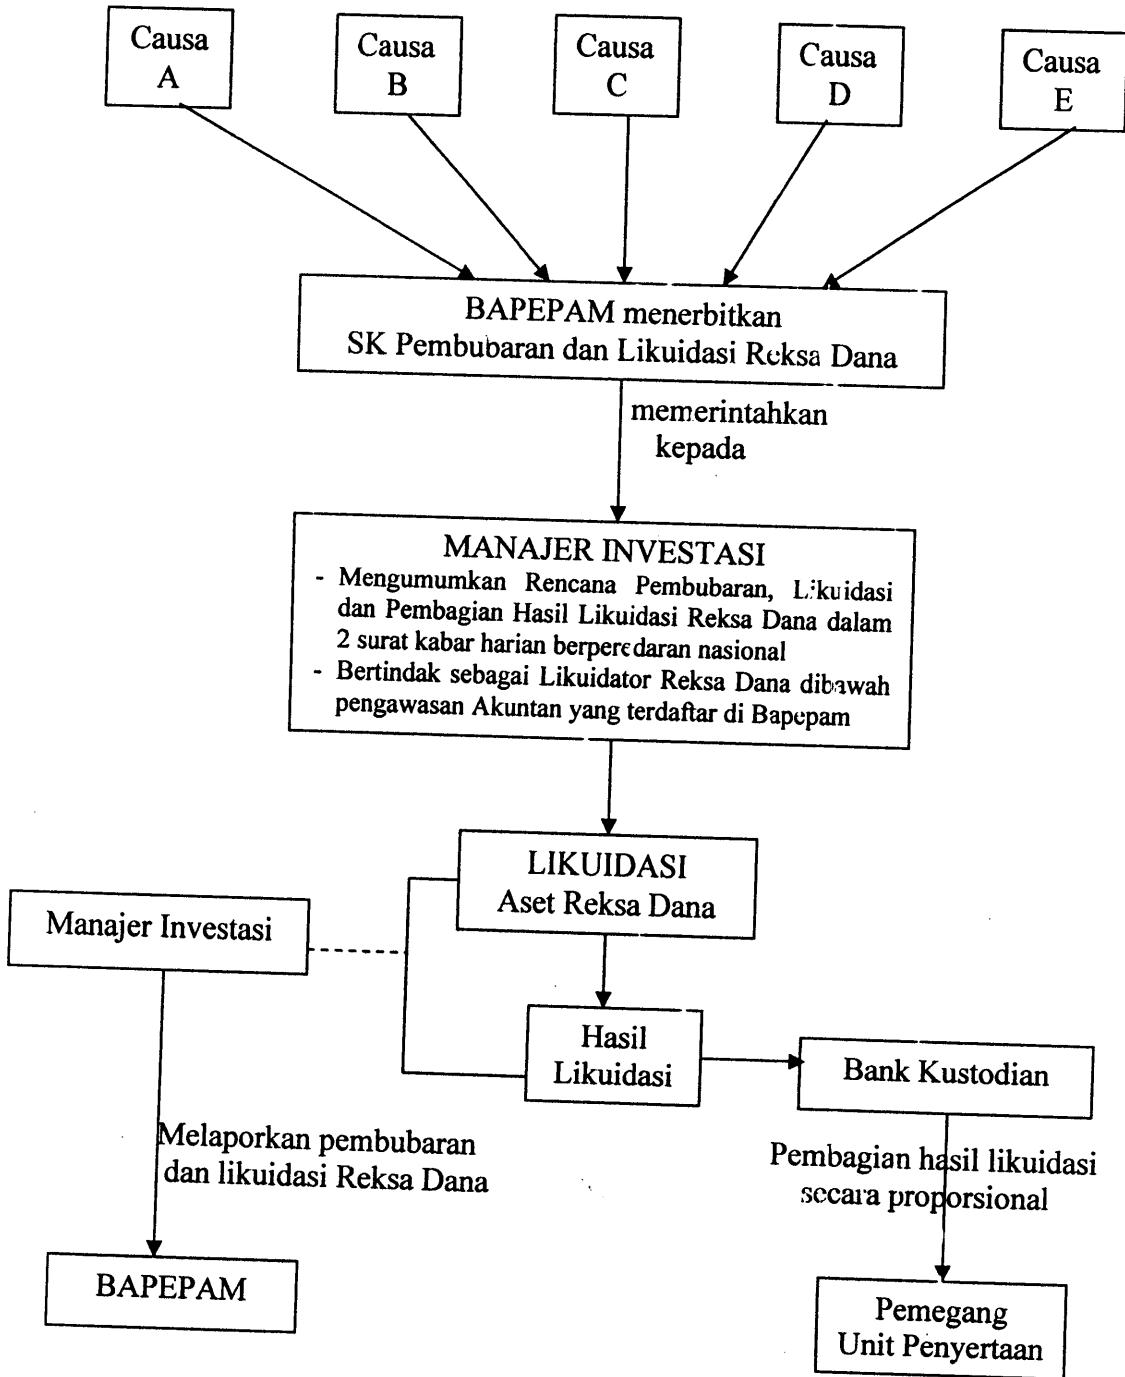 Causa
A
Causa
B
Causa
C
Causa
D
Causa
E
BAPEPAM menerbitkan
SK Pembubaran dan Likuidasi Reksa Dana
memerintahkan
kepada
MANAJER INVESTASI
- Mengumumkan Rencana Pembubaran, Likuidasi
dan Pembagian Hasil Likuidasi Reksa Dana dalam
2 surat kabar harian berperedaran nasional
- Bertindak sebagai Likuidator Reksa Dana dibawah
pengawasan Akuntan yang terdaftar di Bapepam
LIKUIDASI
Aset Reksa Dana
Manajer Investasi
Hasil
Likuidasi
Bank Kustodian
Melaporkan pembubaran
dan likuidasi Reksa Dana
Pembagian hasil likuidasi
secara proporsional
BAPEPAM
Pemegang
Unit Penyertaan